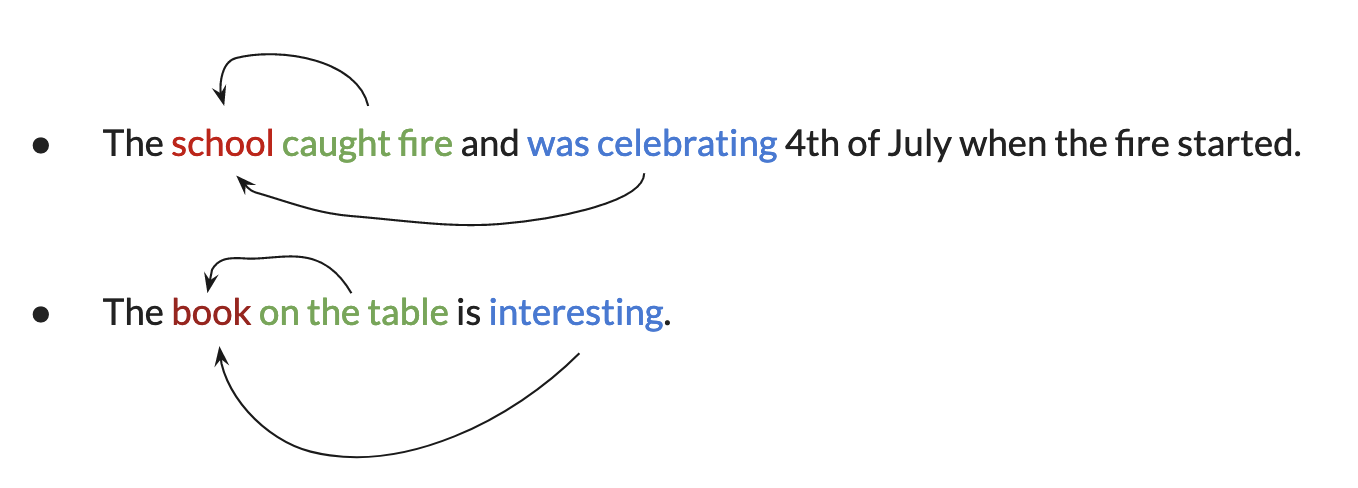 ● The school caught fire and was celebrating 4th of July when the fire started.
● The book on the table is interesting.